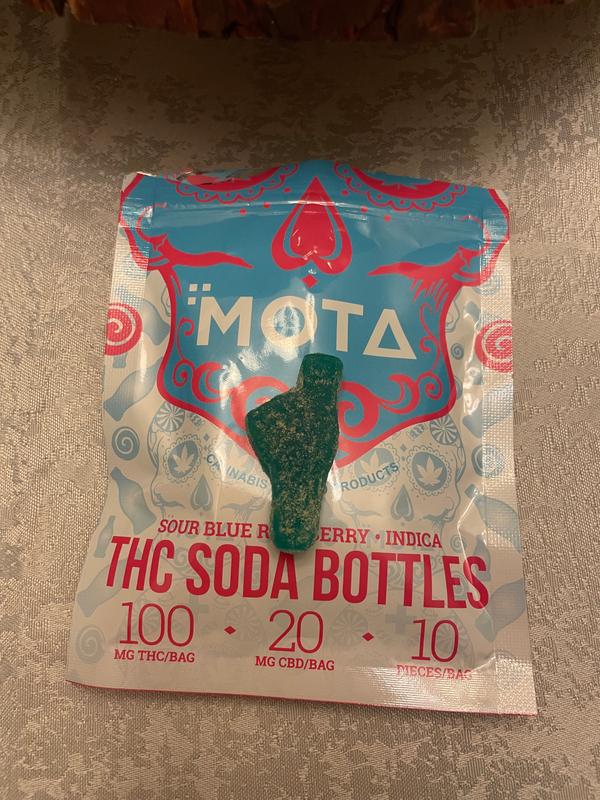 MOTA
CANNABIS PRODUCTS
SOUR BLUE R BERRY • INDICA
THC SODA BOTTLES
100 • 20 • 10
MG THC/BAG MG CBD/BAG PIECES/BAG